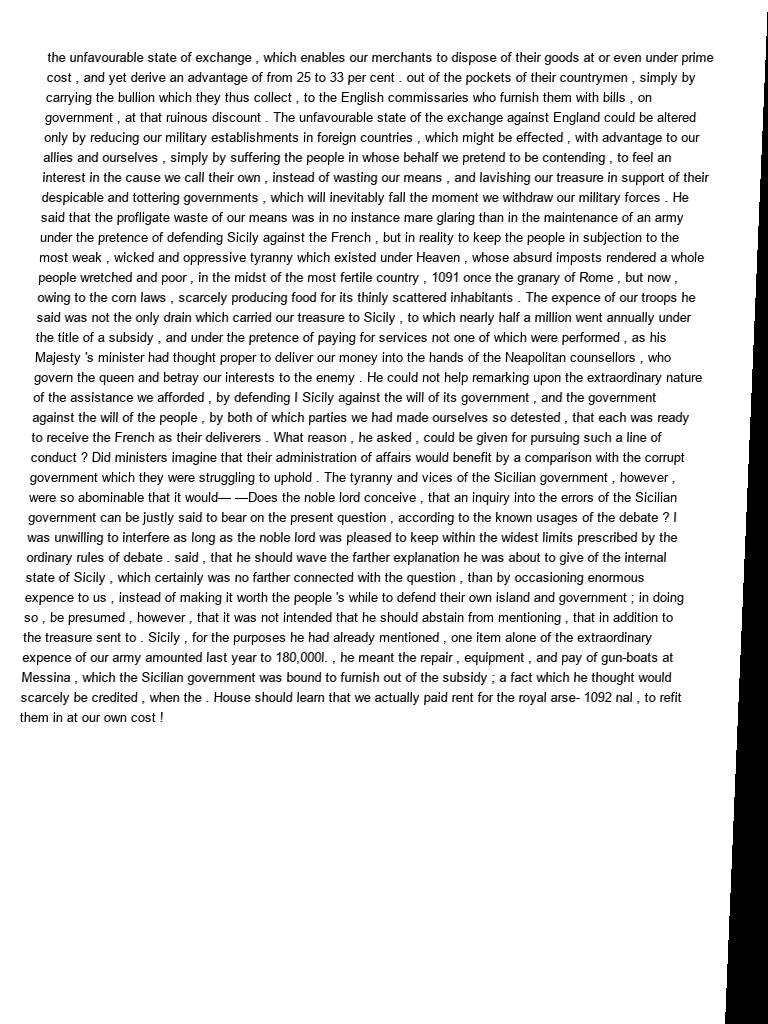 the unfavourable state of exchange , which enables our merchants to dispose of their goods at or even under prime
cost , and yet derive an advantage of from 25 to 33 per cent . out of the pockets of their countrymen , simply by
carrying the bullion which they thus collect , to the English commissaries who furnish them with bills , on
government , at that ruinous discount . The unfavourable state of the exchange against England could be altered
only by reducing our military establishments in foreign countries , which might be effected , with advantage to our
allies and ourselves , simply by suffering the people in whose behalf we pretend to be contending , to feel an
interest in the cause we call their own , instead of wasting our means , and lavishing our treasure in support of their
despicable and tottering governments , which will inevitably fall the moment we withdraw our military forces . He
said that the profligate waste of our means was in no instance mare glaring than in the maintenance of an army
under the pretence of defending Sicily against the French , but in reality to keep the people in subjection to the
most weak , wicked and oppressive tyranny which existed under Heaven , whose absurd imposts rendered a whole
people wretched and poor , in the midst of the most fertile country , 1091 once the granary of Rome , but now ,
owing to the corn laws , scarcely producing food for its thinly scattered inhabitants . The expence of our troops he
said was not the only drain which carried our treasure to Sicily , to which nearly half a million went annually under
the title of a subsidy , and under the pretence of paying for services not one of which were performed , as his
Majesty 's minister had thought proper to deliver our money into the hands of the Neapolitan counsellors , who
govern the queen and betray our interests to the enemy . He could not help remarking upon the extraordinary nature
of the assistance we afforded , by defending I Sicily against the will of its government , and the government
against the will of the people , by both of which parties we had made ourselves so detested , that each was ready
to receive the French as their deliverers . What reason , he asked , could be given for pursuing such a line of
conduct ? Did ministers imagine that their administration of affairs would benefit by a comparison with the corrupt
government which they were struggling to uphold . The tyranny and vices of the Sicilian government , however ,
were so abominable that it would— —Does the noble lord conceive , that an inquiry into the errors of the Sicilian
government can be justly said to bear on the present question , according to the known usages of the debate ? I
was unwilling to interfere as long as the noble lord was pleased to keep within the widest limits prescribed by the
ordinary rules of debate . said , that he should wave the farther explanation he was about to give of the internal
state of Sicily , which certainly was no farther connected with the question , than by occasioning enormous
expence to us , instead of making it worth the people 's while to defend their own island and government ; in doing
so , be presumed , however , that it was not intended that he should abstain from mentioning , that in addition to
the treasure sent to . Sicily , for the purposes he had already mentioned , one item alone of the extraordinary
expence of our army amounted last year to 180,000l. , he meant the repair , equipment , and pay of gun-boats at
Messina , which the Sicilian government was bound to furnish out of the subsidy ; a fact which he thought would
scarcely be credited , when the . House should learn that we actually paid rent for the royal arse- 1092 nal , to refit
them in at our own cost !